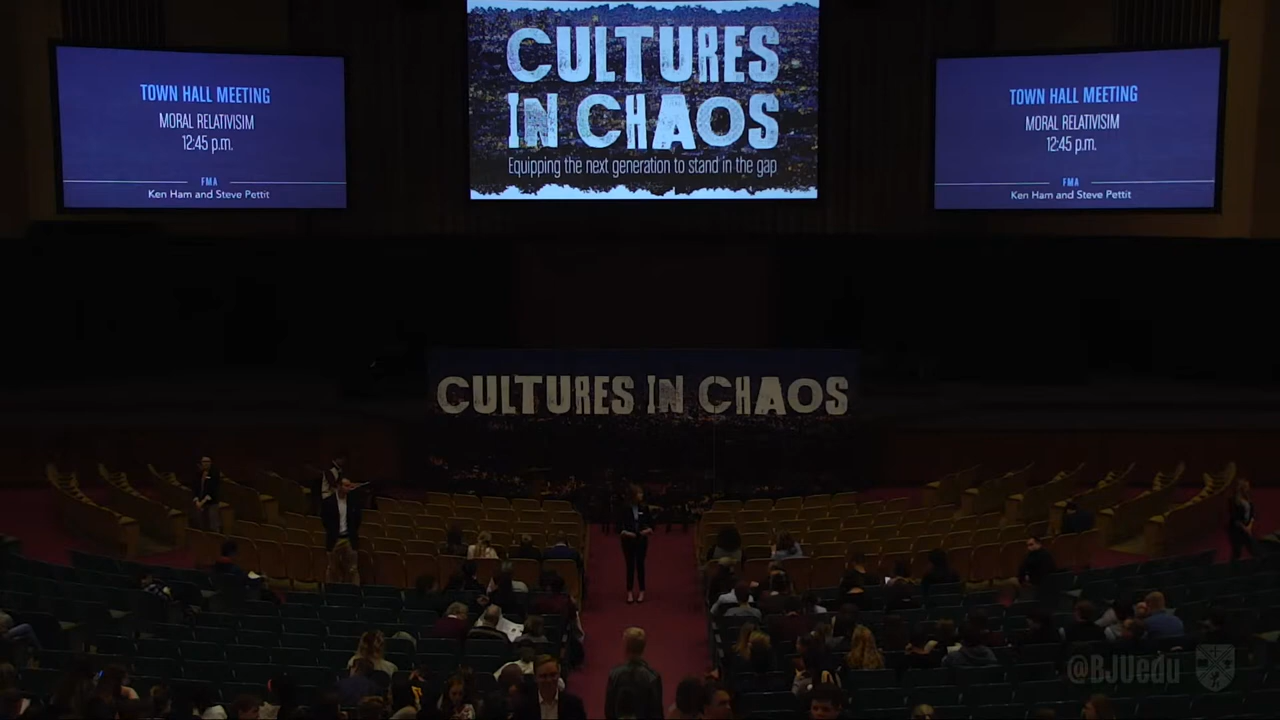 TOWN HALL MEETING
MORAL RELATIVISIM
12:45 p.m.
FMA
Ken Ham and Steve Pettit
CULTURES
IN CHAOS
Equipping the next generation to stand in the gap
TOWN HALL MEETING
MORAL RELATIVISIM
12:45 p.m.
FMA
Ken Ham and Steve Pettit
CULTURES IN CHAOS
@BJUedu